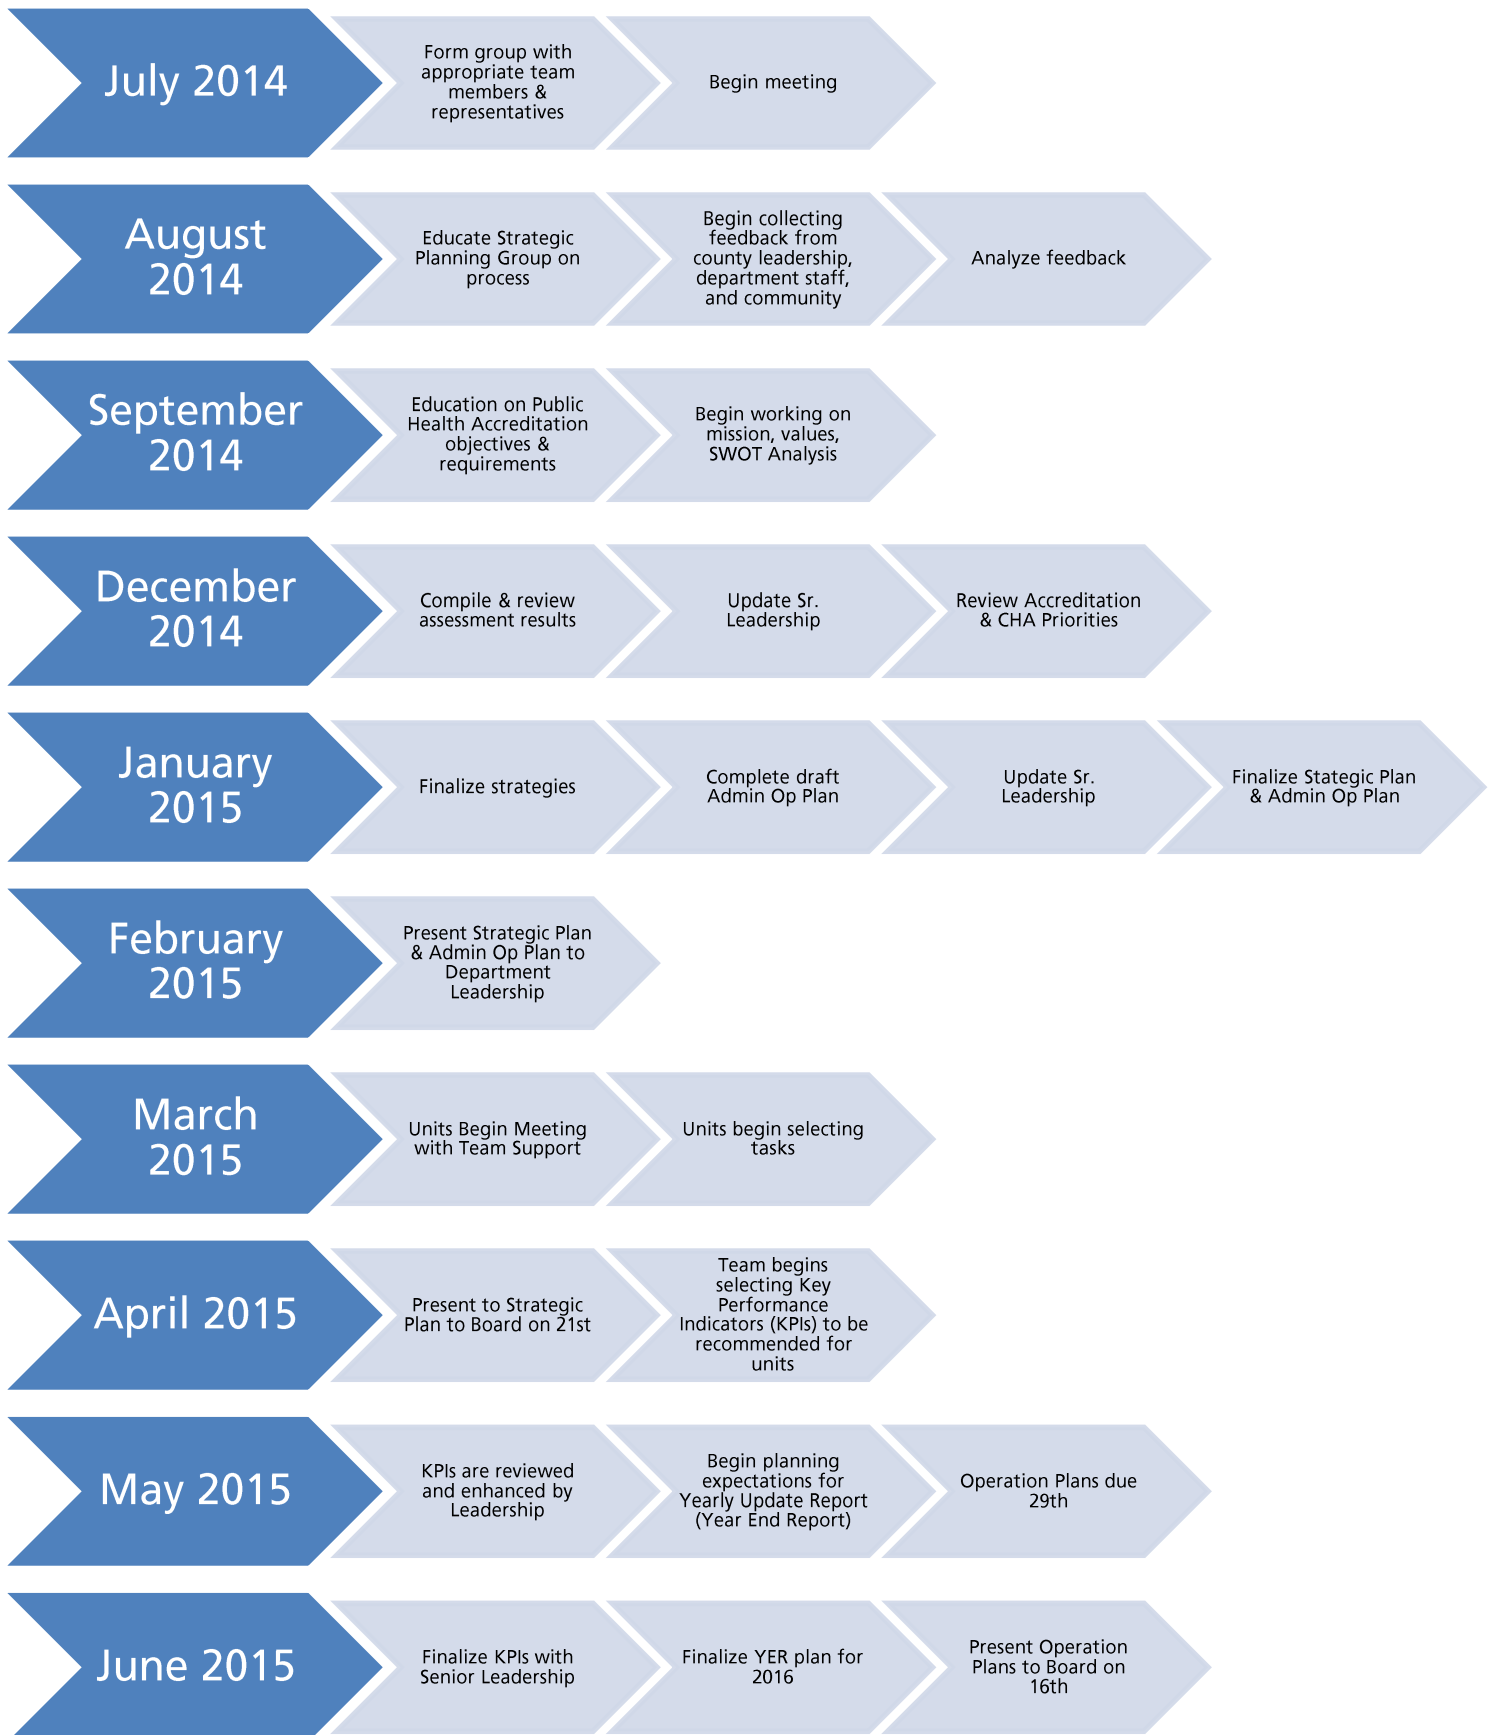 July 2014
Form group with
appropriate team
members &
representatives
Begin meeting
August
2014
Educate Strategic
Planning Group on
process
Begin collecting
feedback from
county leadership,
department staff,
and community
Analyze feedback
September
2014
Education on Public
Health Accreditation
objectives &
requirements
Begin working on
mission, values,
SWOT Analysis
December
2014
Compile & review
assessment results
Update Sr.
Leadership
Review Accreditation
& CHA Priorities
January
2015
Finalize strategies
Complete draft
Admin Op Plan
Update Sr.
Leadership
Finalize Stategic Plan
& Admin Op Plan
February
2015
Present Strategic Plan
& Admin Op Plan to
Department
Leadership
March
2015
Units Begin Meeting
with Team Support
Units begin selecting
tasks
April 2015
Present to Strategic
Plan to Board on 21st
Team begins
selecting Key
Performance
Indicators (KPIs) to be
recommended for
units
May 2015
KPIs are reviewed
and enhanced by
Leadership
Begin planning
expectations for
Yearly Update Report
(Year End Report)
Operation Plans due
29th
June 2015
Finalize KPIs with
Senior Leadership
Finalize YER plan for
2016
Present Operation
Plans to Board on
16th